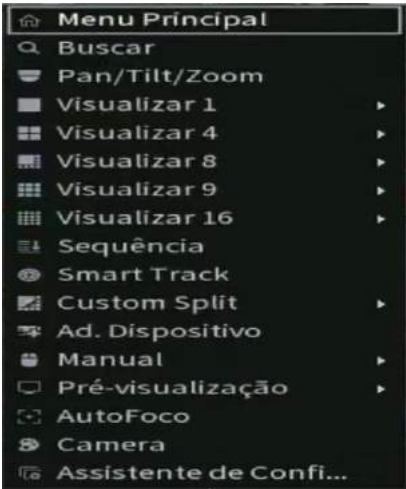 Menu Principal
Buscar
Pan/Tilt/Zoom
Visualizar 1
Visualizar 4
Visualizar 8
Visualizar 9
Visualizar 16
Sequência
Smart Track
Custom Split
Ad. Dispositivo
Manual
Pré-visualização
AutoFoco
Camera
Assistente de Confi...